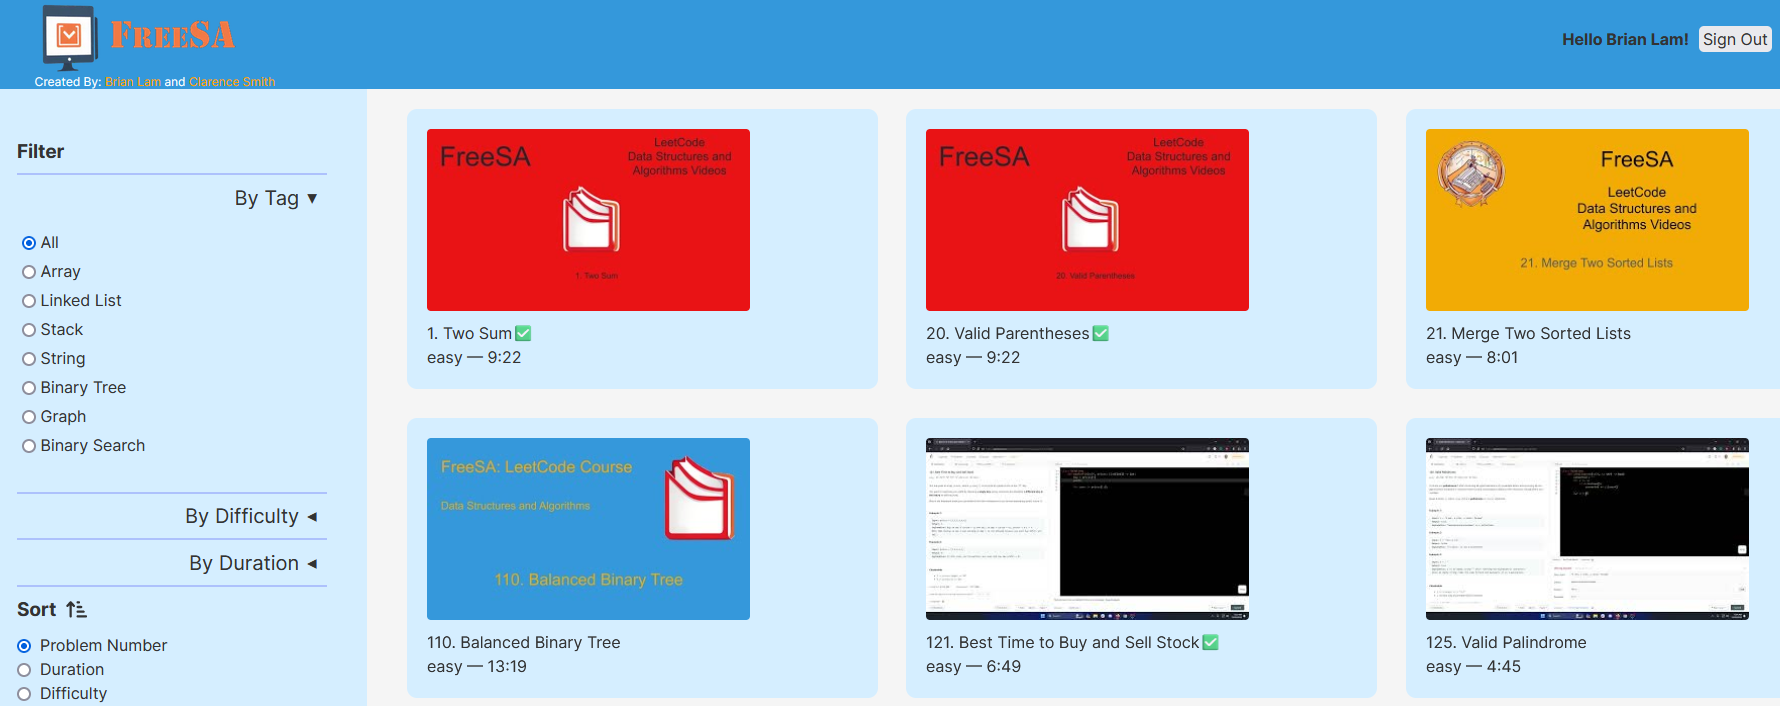 FreeSA
Created By: Brian Lam and Clarence Smith
Hello Brian Lam!
Sign Out
Filter
By Tag ▾
All
Array
Linked List
Stack
String
Binary Tree
Graph
Binary Search
By Difficulty ◂
By Duration ◂
Sort
Problem Number
Duration
Difficulty
FreeSA
LeetCode
Data Structures and
Algorithms Videos
1. Two Sum
1. Two Sum✅
easy — 9:22
FreeSA
LeetCode
Data Structures and
Algorithms Videos
20. Valid Parentheses
20. Valid Parentheses✅
easy — 9:22
FreeSA
LeetCode
Data Structures and
Algorithms Videos
21. Merge Two Sorted Lists
21. Merge Two Sorted Lists
easy — 8:01
FreeSA: LeetCode Course
Data Structures and Algorithms
110. Balanced Binary Tree
110. Balanced Binary Tree
easy — 13:19
121. Best Time to Buy and Sell Stock✅
easy — 6:49
125. Valid Palindrome
easy — 4:45